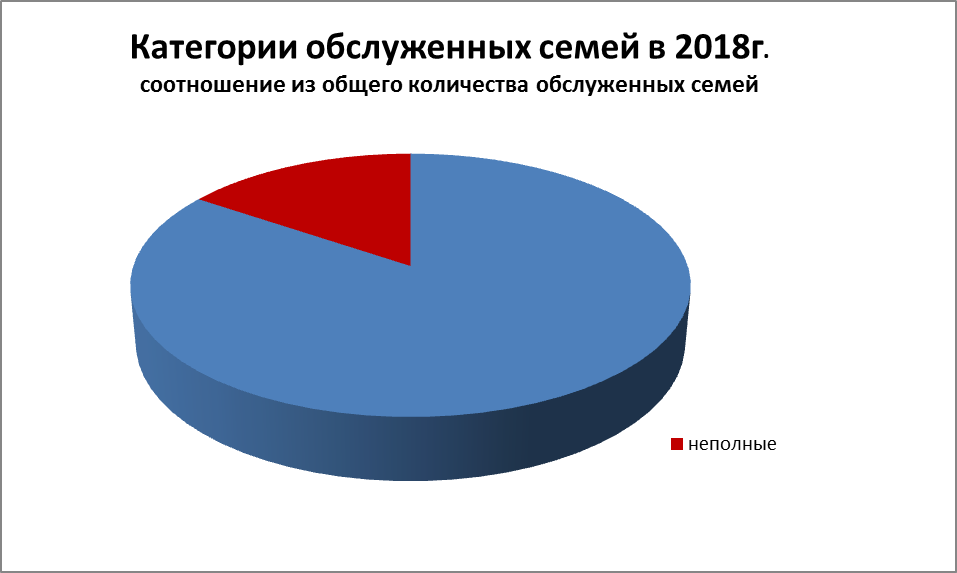 Категории обслуженных семей в 2018г.
соотношение из общего количества обслуженных семей
неполные